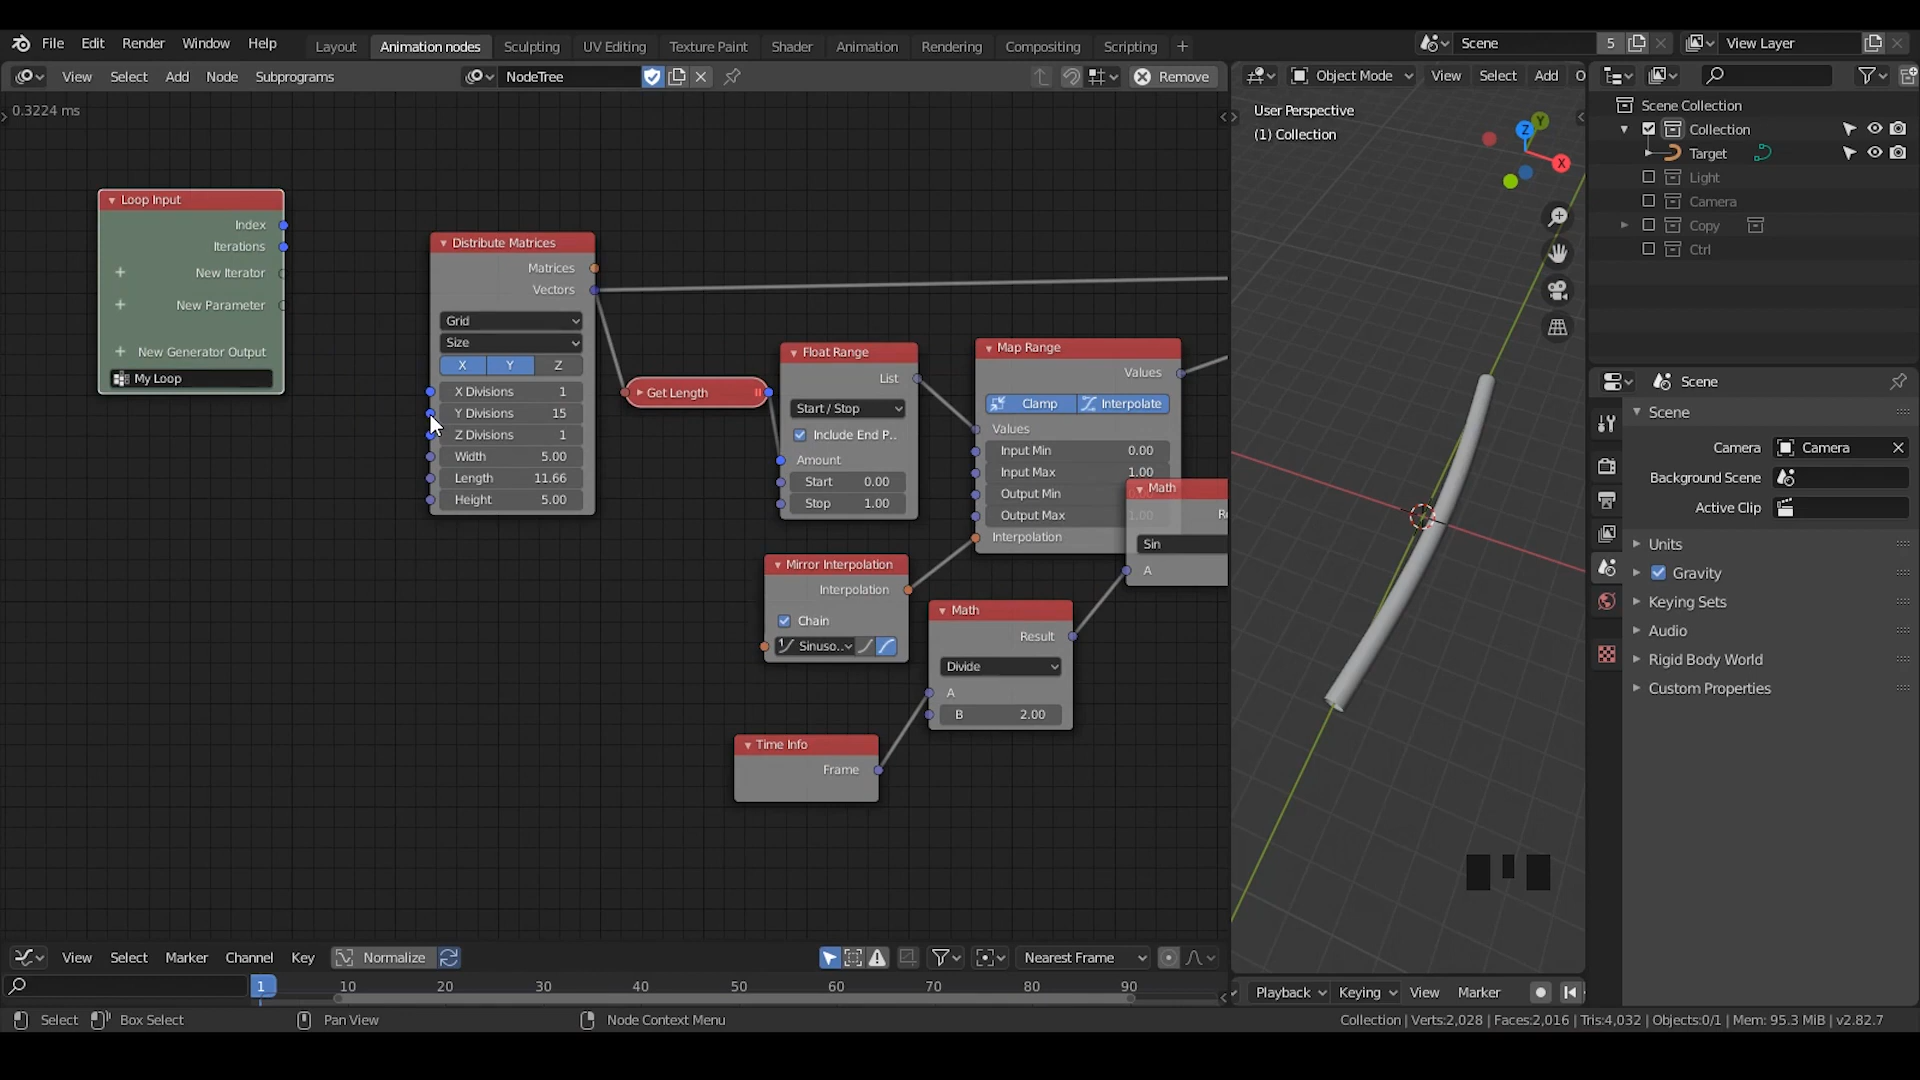 File Edit Render Window Help Layout Animation nodes Sculpting UV Editing Texture Paint Shader Animation Rendering Compositing Scripting + Scene 5 View Layer
View Select Add Node Subprograms NodeTree Remove Object Mode View Select Add O
0.3224 ms
User Perspective
(1) Collection
Z
Y
X
Scene Collection
Collection
Target
Light
Camera
Copy
Ctrl
Loop Input
Index
Iterations
New Iterator
New Parameter
New Generator Output
My Loop
Distribute Matrices
Matrices
Vectors
Grid
Size
X Y Z
X Divisions 1
Y Divisions 15
Z Divisions 1
Width 5.00
Length 11.66
Height 5.00
Get Length
Float Range
List
Start / Stop
Include End P..
Amount
Start 0.00
Stop 1.00
Map Range
Values
Clamp Interpolate
Values
Input Min 0.00
Input Max 1.00
Output Min
Output Max 1.00
Interpolation
Math
Re
Sin
A
Mirror Interpolation
Interpolation
Chain
Sinuso..
Math
Result
Divide
A
B 2.00
Time Info
Frame
Scene
Scene
Camera Camera
Background Scene
Active Clip
Units
Gravity
Keying Sets
Audio
Rigid Body World
Custom Properties
View Select Marker Channel Key Normalize Nearest Frame
1 10 20 30 40 50 60 70 80 90
Playback Keying View Marker
Select Box Select Pan View Node Context Menu
Collection | Verts:2,028 | Faces:2,016 | Tris:4,032 | Objects:0/1 | Mem: 95.3 MiB | v2.82.7